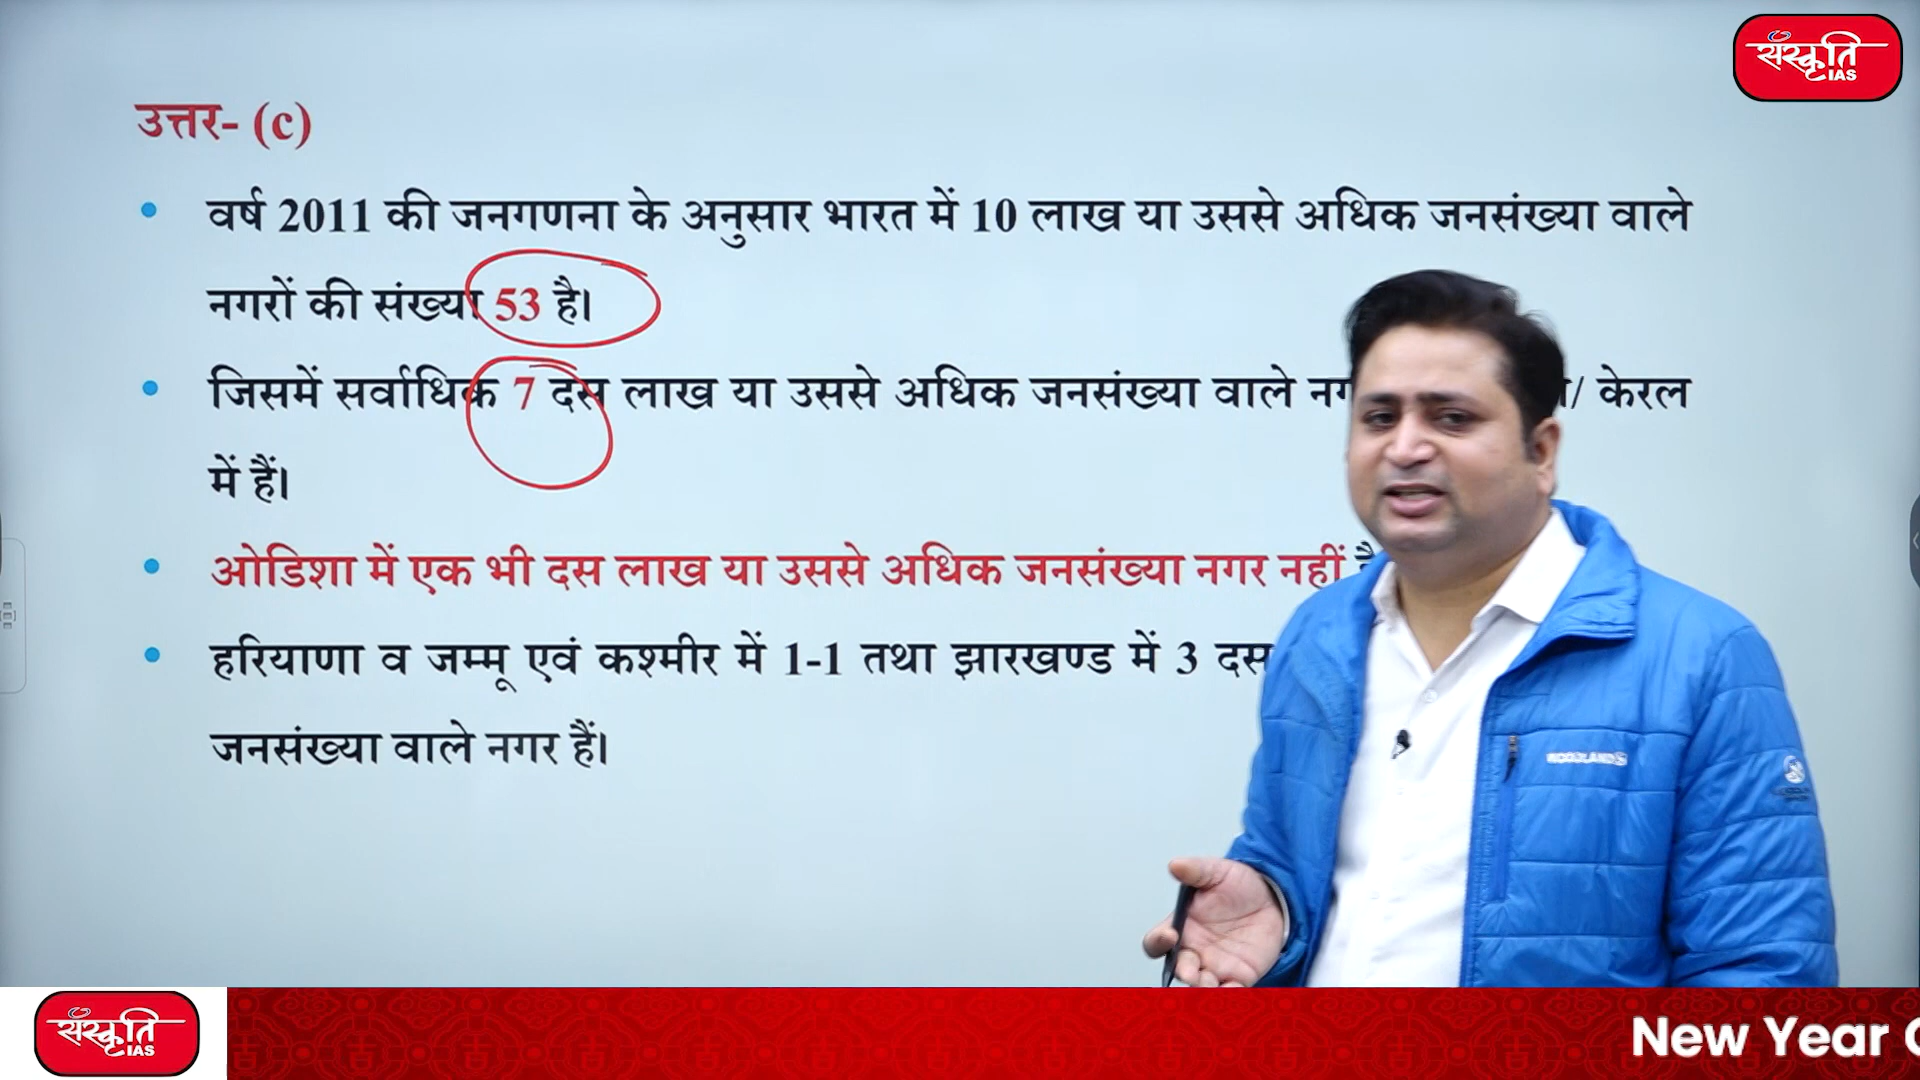 संस्कृति
IAS
उत्तर- (c)
वर्ष 2011 की जनगणना के अनुसार भारत में 10 लाख या उससे अधिक जनसंख्या वाले
नगरों की संख्या 53 है।
जिसमें सर्वाधिक 7 दस लाख या उससे अधिक जनसंख्या वाले / केरल
में हैं।
ओडिशा में एक भी दस लाख या उससे अधिक जनसंख्या नगर नहीं
हरियाणा व जम्मू एवं कश्मीर में 1-1 तथा झारखण्ड में 3 दस
जनसंख्या वाले नगर हैं।
WOODLAND
संस्कृति
IAS
New Year